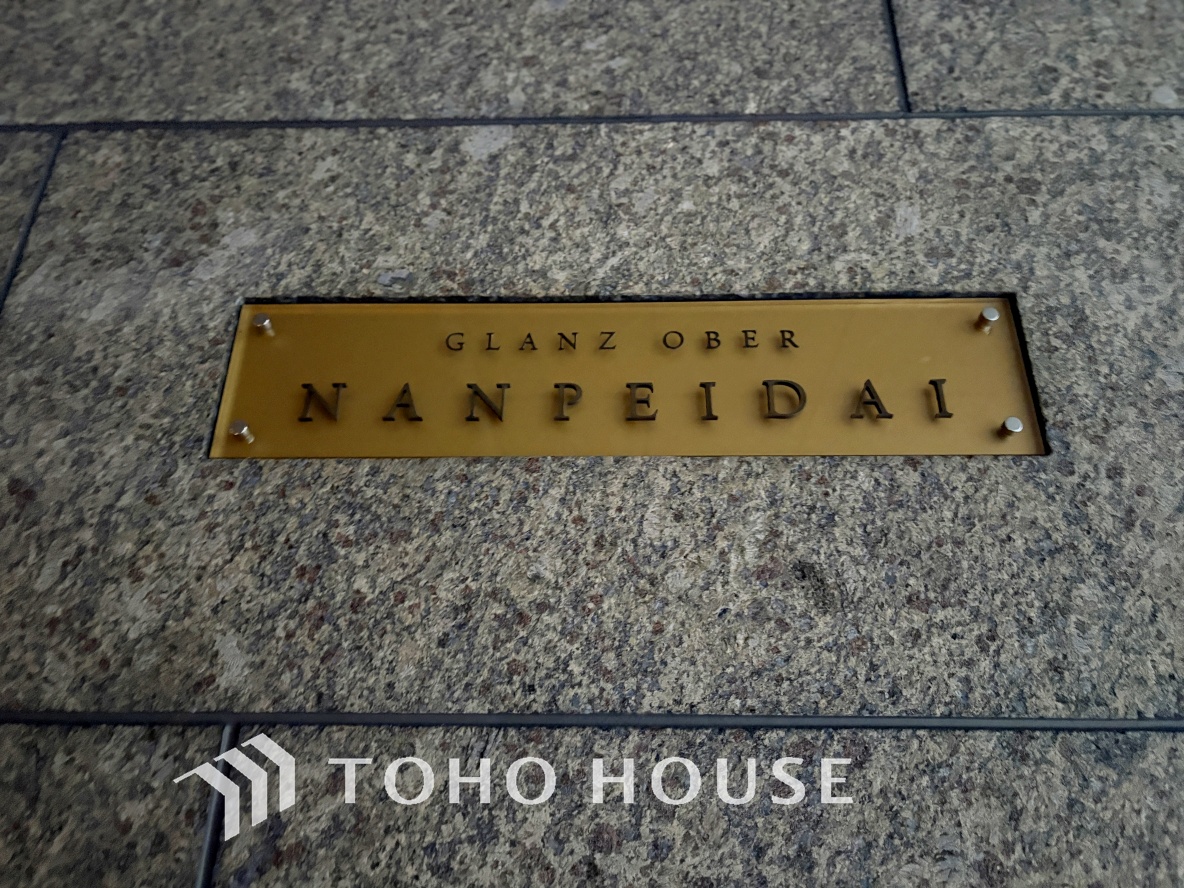 GLANZ OBER
NANPEIDAI
TOHO HOUSE